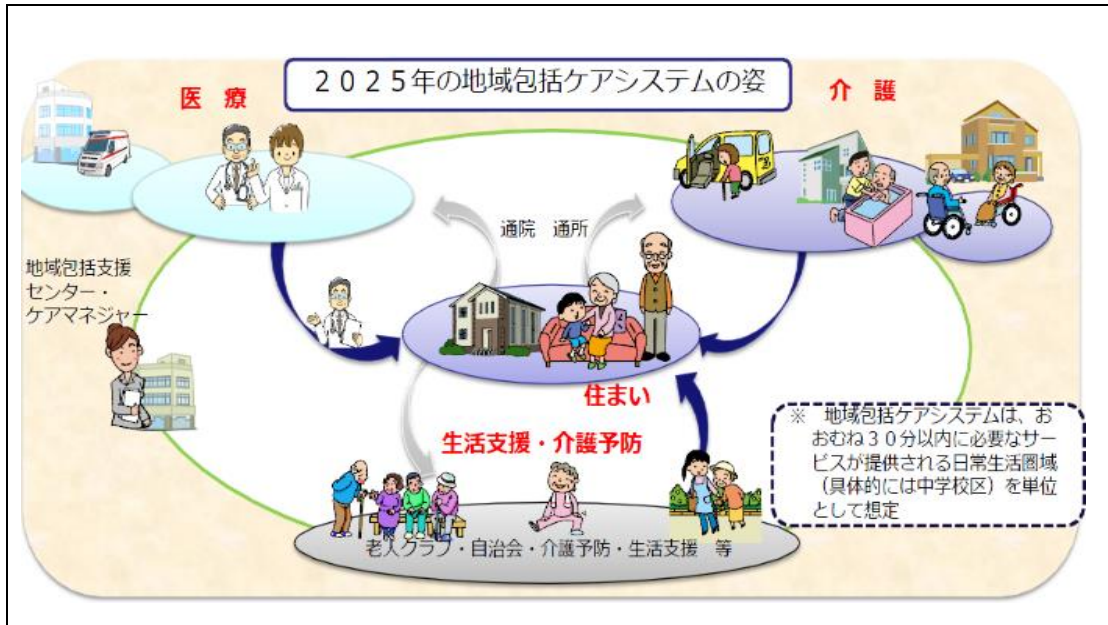 ２０２５年の地域包括ケアシステムの姿
医 療
介 護
通院 通所
地域包括支援
センター・
ケアマネジャー
住まい
生活支援・介護予防
※ 地域包括ケアシステムは、お
おむね３０分以内に必要なサー
ビスが提供される日常生活圏域
（具体的には中学校区）を単位
として想定
老人クラブ・自治会・介護予防・生活支援 等